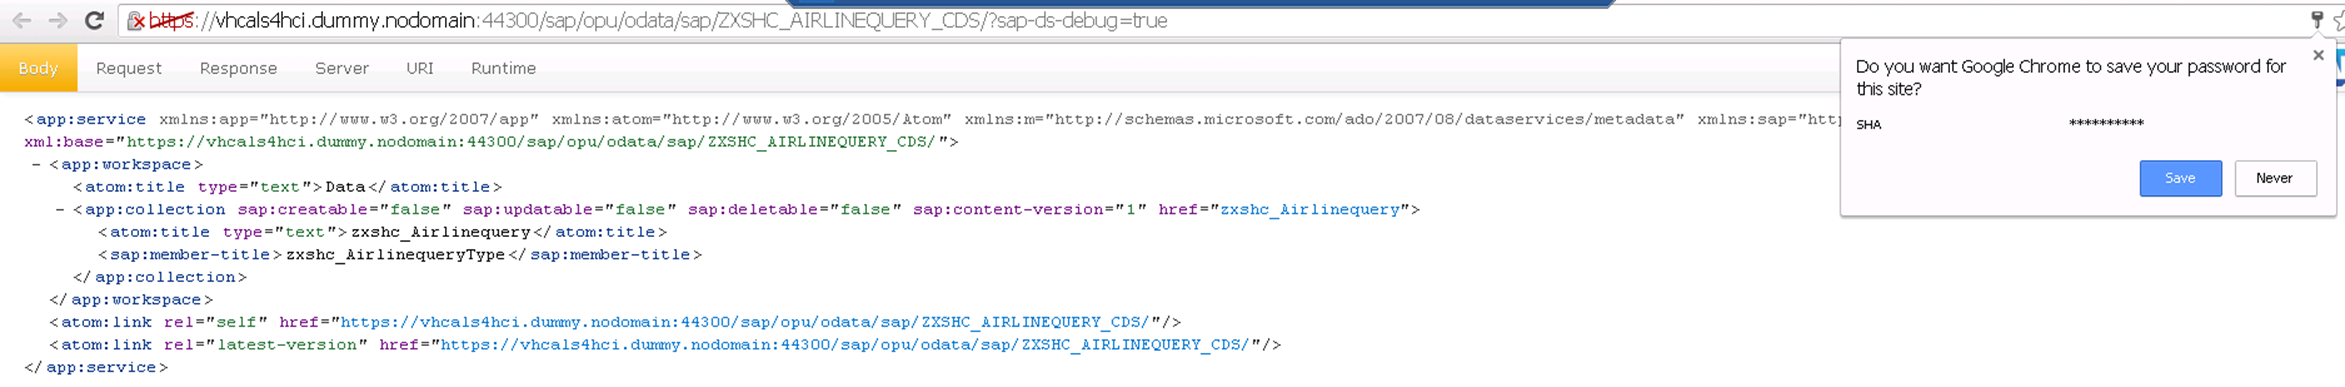 https://vhcals4hci.dummy.nodomain:44300/sap/opu/odata/sap/ZXSHC_AIRLINEQUERY_CDS/?sap-ds-debug=true
Body Request Response Server URI Runtime
Do you want Google Chrome to save your password for
this site?
SHA **********
Save Never
<app:service xmlns:app="http://www.w3.org/2007/app" xmlns:atom="http://www.w3.org/2005/Atom" xmlns:m="http://schemas.microsoft.com/ado/2007/08/dataservices/metadata" xmlns:sap="http
xml:base="https://vhcals4hci.dummy.nodomain:44300/sap/opu/odata/sap/ZXSHC_AIRLINEQUERY_CDS/">
- <app:workspace>
<atom:title type="text">Data</atom:title>
- <app:collection sap:creatable="false" sap:updatable="false" sap:deletable="false" sap:content-version="1" href="zxshc_Airlinequery">
<atom:title type="text">zxshc_Airlinequery</atom:title>
<sap:member-title>zxshc_AirlinequeryType</sap:member-title>
</app:collection>
</app:workspace>
<atom:link rel="self" href="https://vhcals4hci.dummy.nodomain:44300/sap/opu/odata/sap/ZXSHC_AIRLINEQUERY_CDS/"/>
<atom:link rel="latest-version" href="https://vhcals4hci.dummy.nodomain:44300/sap/opu/odata/sap/ZXSHC_AIRLINEQUERY_CDS/"/>
</app:service>